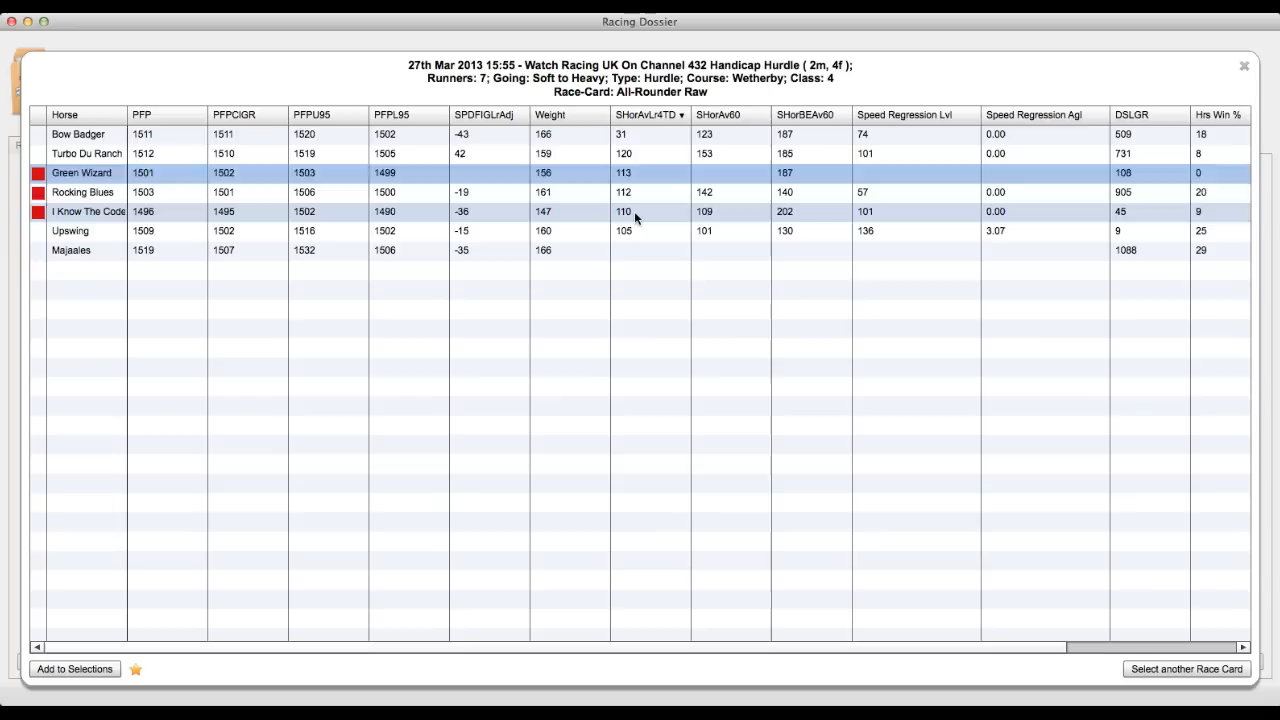 Racing Dossier
27th Mar 2013 15:55 - Watch Racing UK On Channel 432 Handicap Hurdle ( 2m, 4f );
Runners: 7; Going: Soft to Heavy; Type: Hurdle; Course: Wetherby; Class: 4
Race-Card: All-Rounder Raw
Horse PFP PFPCIGR PFPU95 PFPL95 SPDFIGLrAdj Weight SHorAvLr4TD ▼ SHorAv60 SHorBEAv60 Speed Regression Lvl Speed Regression Agl DSLGR Hrs Win %
Bow Badger 1511 1511 1520 1502 -43 166 31 123 187 74 0.00 509 18
Turbo Du Ranch 1512 1510 1519 1505 42 159 120 153 185 101 0.00 731 8
Green Wizard 1501 1502 1503 1499 156 113 187 108 0
Rocking Blues 1503 1501 1506 1500 -19 161 112 142 140 57 0.00 905 20
I Know The Code 1496 1495 1502 1490 -36 147 110 109 202 101 0.00 45 9
Upswing 1509 1502 1516 1502 -15 160 105 101 130 136 3.07 9 25
Majaales 1519 1507 1532 1506 -35 166 1088 29
Add to Selections
Select another Race Card